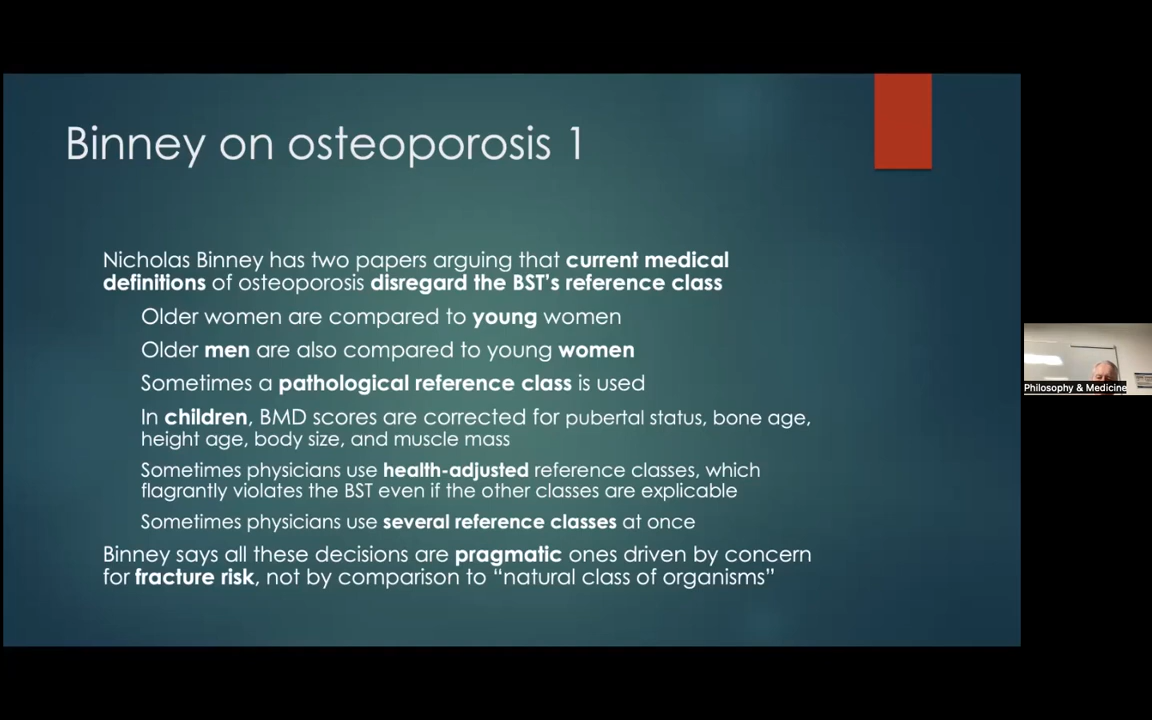 Binney on osteoporosis 1
Nicholas Binney has two papers arguing that current medical
definitions of osteoporosis disregard the BST's reference class
Older women are compared to young women
Older men are also compared to young women
Sometimes a pathological reference class is used
In children, BMD scores are corrected for pubertal status, bone age,
height age, body size, and muscle mass
Sometimes physicians use health-adjusted reference classes, which
flagrantly violates the BST even if the other classes are explicable
Sometimes physicians use several reference classes at once
Binney says all these decisions are pragmatic ones driven by concern
for fracture risk, not by comparison to “natural class of organisms”
Philosophy & Medicine